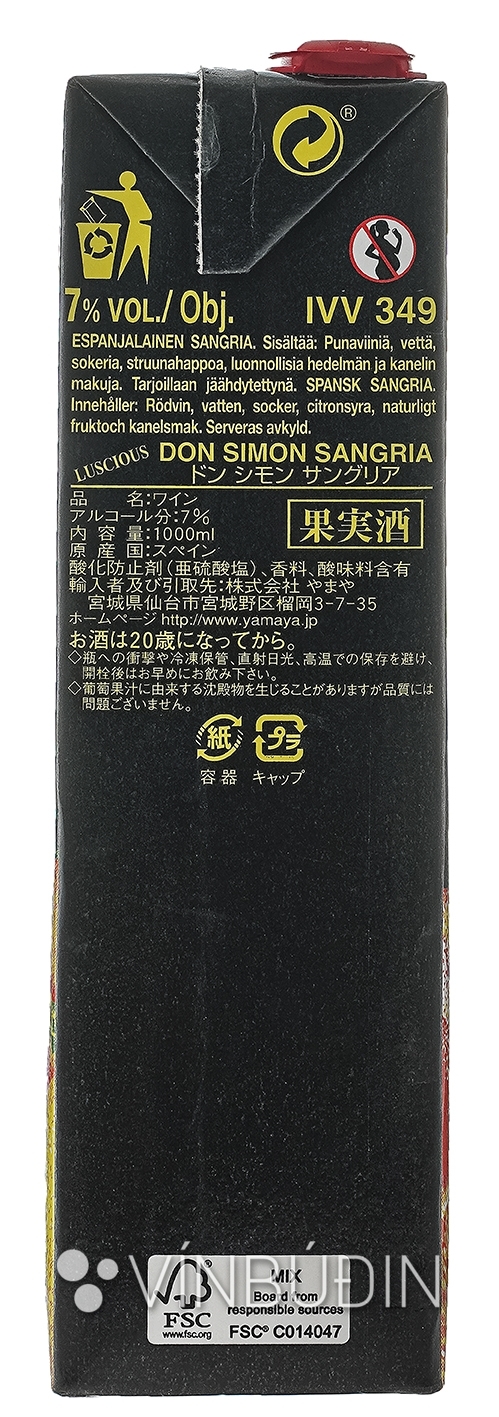 ®
7% VOL./ Obj. IVV 349
ESPANJALAINEN SANGRIA. Sisältää: Punaviiniä, vettä,
sokeria, struunahappoa, luonnollisia hedelmän ja kanelin
makuja. Tarjoillaan jäähdytettynä. SPANSK SANGRIA.
Innehåller: Rödvin, vatten, socker, citronsyra, naturligt
fruktoch kanelsmak. Serveras avkyld.
LUSCIOUS DON SIMON SANGRIA
ドン シモン サングリア
品 名:ワイン
アルコール分:7%
内 容 量:1000ml
原 産 国:スペイン
果実酒
酸化防止剤(亜硫酸塩)、香料、酸味料含有
輸入者及び引取先:株式会社 やまや
宮城県仙台市宮城野区榴岡3-7-35
ホームページ http://www.yamaya.jp
お酒は20歳になってから。
◇瓶への衝撃や冷凍保管、直射日光、高温での保存を避け、
開栓後はお早めにお飲み下さい。
◇葡萄果汁に由来する沈殿物を生じることがありますが品質には
問題ございません。
紙 プラ
容器 キャップ
VÍNBÚÐIN
FSC
www.fsc.org
MIX
Board from
responsible sources
FSC® C014047